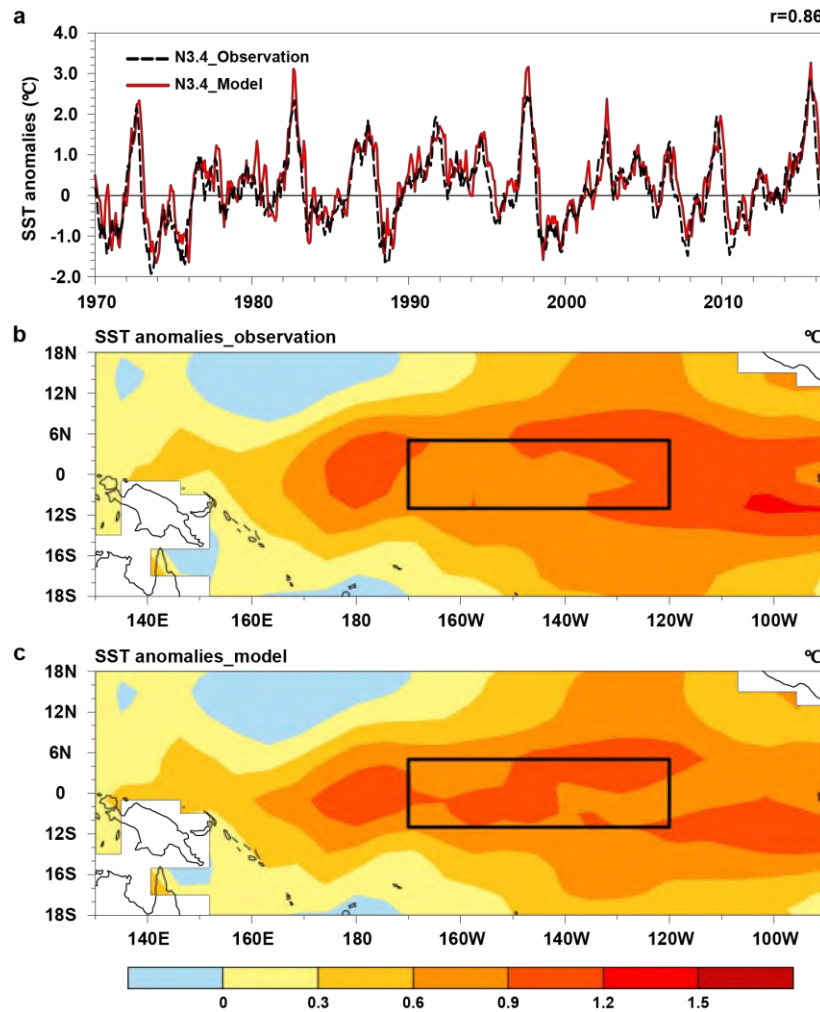 a r=0.86
4.0
3.0
2.0
1.0
0
-1.0
-2.0
SST anomalies (℃)
N3.4_Observation
N3.4_Model
1970 1980 1990 2000 2010
b SST anomalies_observation ℃
18N
12N
6N
0
12S
16S
18S
140E 160E 180 160W 140W 120W 100W
c SST anomalies_model ℃
18N
12N
6N
0
12S
16S
18S
140E 160E 180 160W 140W 120W 100W
0 0.3 0.6 0.9 1.2 1.5